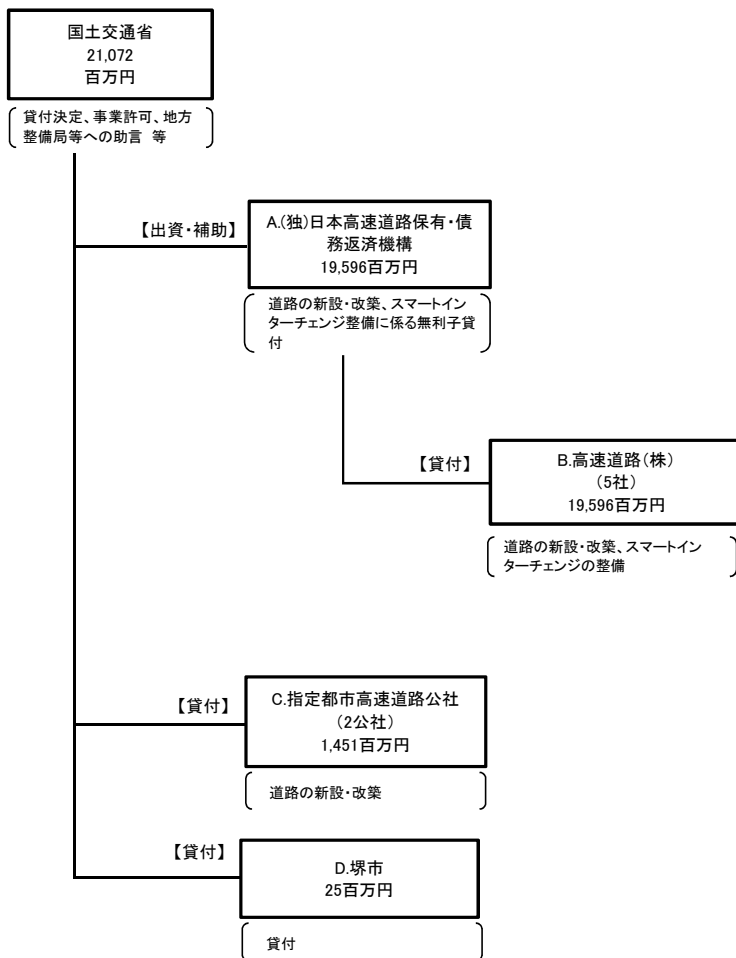 国土交通省
21,072
百万円
貸付決定、事業許可、地方
整備局等への助言 等
【出資・補助】
A.(独)日本高速道路保有・債
務返済機構
19,596百万円
道路の新設・改築、スマートイン
ターチェンジ整備に係る無利子貸
付
【貸付】
B.高速道路(株)
(5社)
19,596百万円
道路の新設・改築、スマートイン
ターチェンジの整備
【貸付】
C.指定都市高速道路公社
(2公社)
1,451百万円
道路の新設・改築
【貸付】
D.堺市
25百万円
貸付